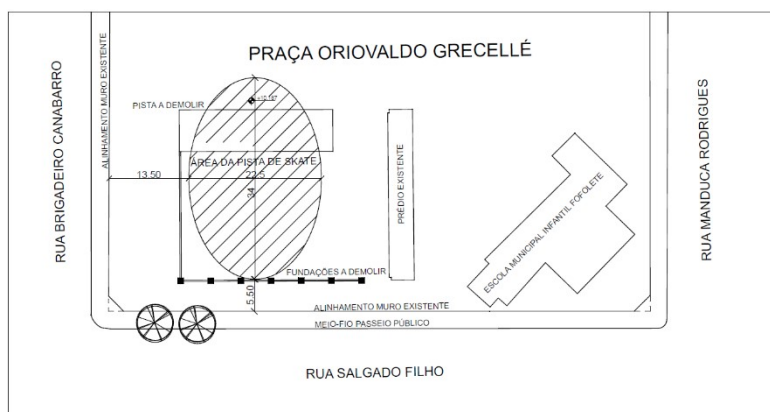 PRAÇA ORIOVALDO GRECELLÉ
RUA BRIGADEIRO CANABARRO
ALINHAMENTO MURO EXISTENTE
PISTA A DEMOLIR
ÁREA DA PISTA DE SKATE
13.50
22.5
34
PRÉDIO EXISTENTE
ESCOLA MUNICIPAL INFANTIL FOFOLETE
RUA MANDUCA RODRIGUES
FUNDAÇÕES A DEMOLIR
5.50
ALINHAMENTO MURO EXISTENTE
MEIO-FIO PASSEIO PÚBLICO
RUA SALGADO FILHO